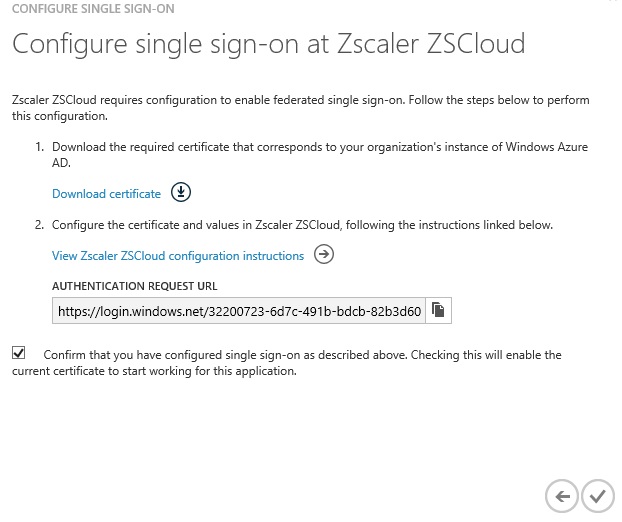 CONFIGURE SINGLE SIGN-ON
Configure single sign-on at Zscaler ZSCloud
Zscaler ZSCloud requires configuration to enable federated single sign-on. Follow the steps below to perform
this configuration.
1. Download the required certificate that corresponds to your organization's instance of Windows Azure
AD.
Download certificate
2. Configure the certificate and values in Zscaler ZSCloud, following the instructions linked below.
View Zscaler ZSCloud configuration instructions
AUTHENTICATION REQUEST URL
https://login.windows.net/32200723-6d7c-491b-bdcb-82b3d60
Confirm that you have configured single sign-on as described above. Checking this will enable the
current certificate to start working for this application.